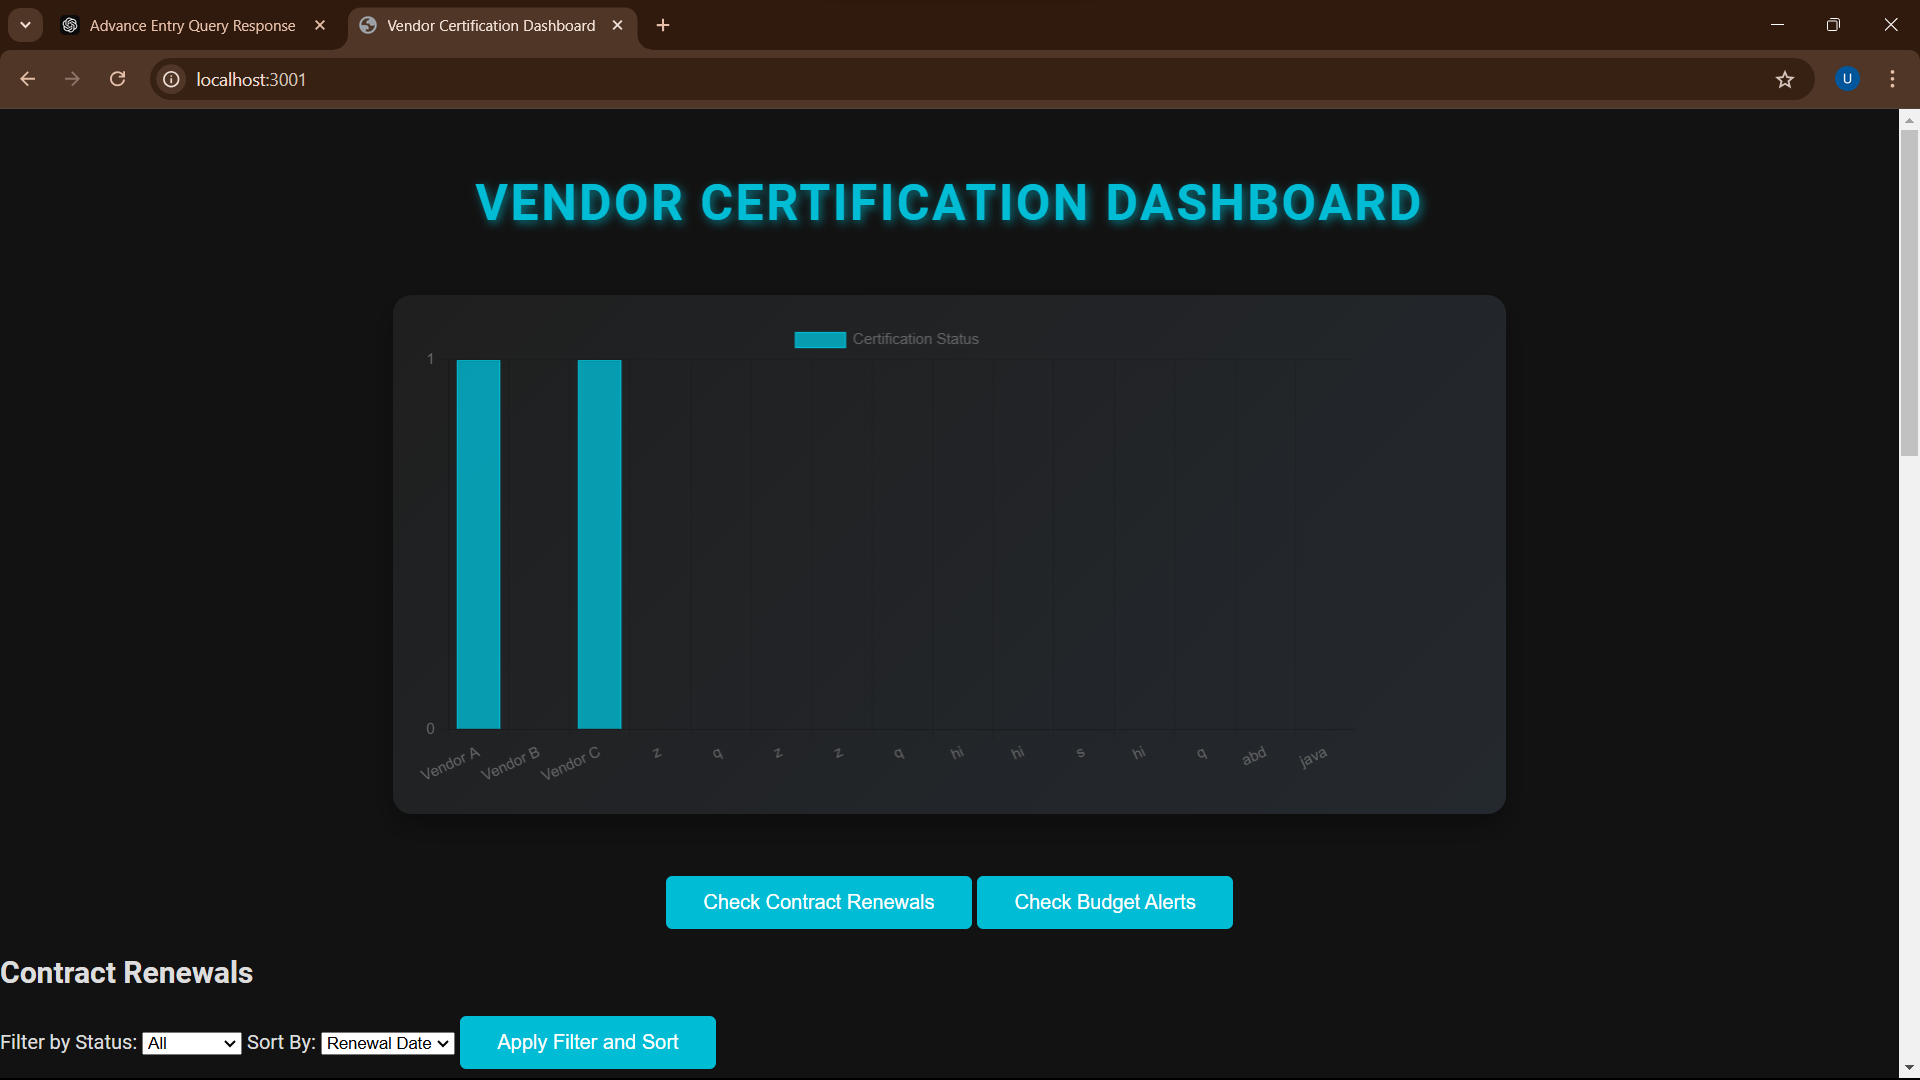 Advance Entry Query Response
Vendor Certification Dashboard
localhost:3001
U
VENDOR CERTIFICATION DASHBOARD
Certification Status
1
0
Vendor A Vendor B Vendor C z q z z q hi hi s hi q abd java
Check Contract Renewals Check Budget Alerts
Contract Renewals
Filter by Status: All Sort By: Renewal Date Apply Filter and Sort